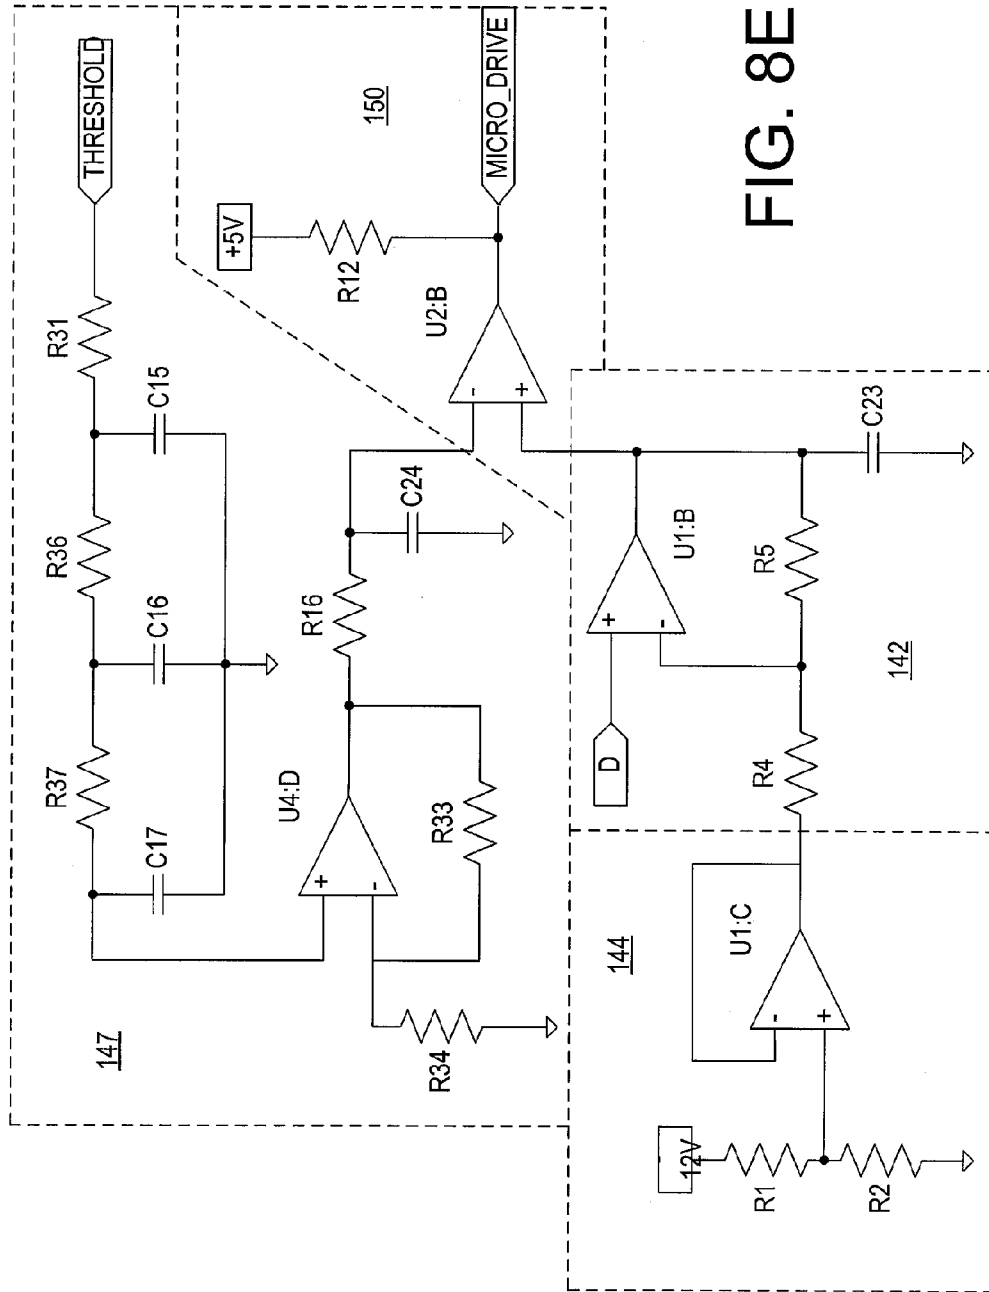 THRESHOLD
R31
C15
R36
C16
R37
C17
147
U4:D
+
-
R33
R34
R16
C24
150
+5V
R12
U2:B
-
+
MICRO_DRIVE
FIG. 8E
144
12V
R1
R2
U1:C
-
+
R4
D
U1:B
+
-
R5
C23
142